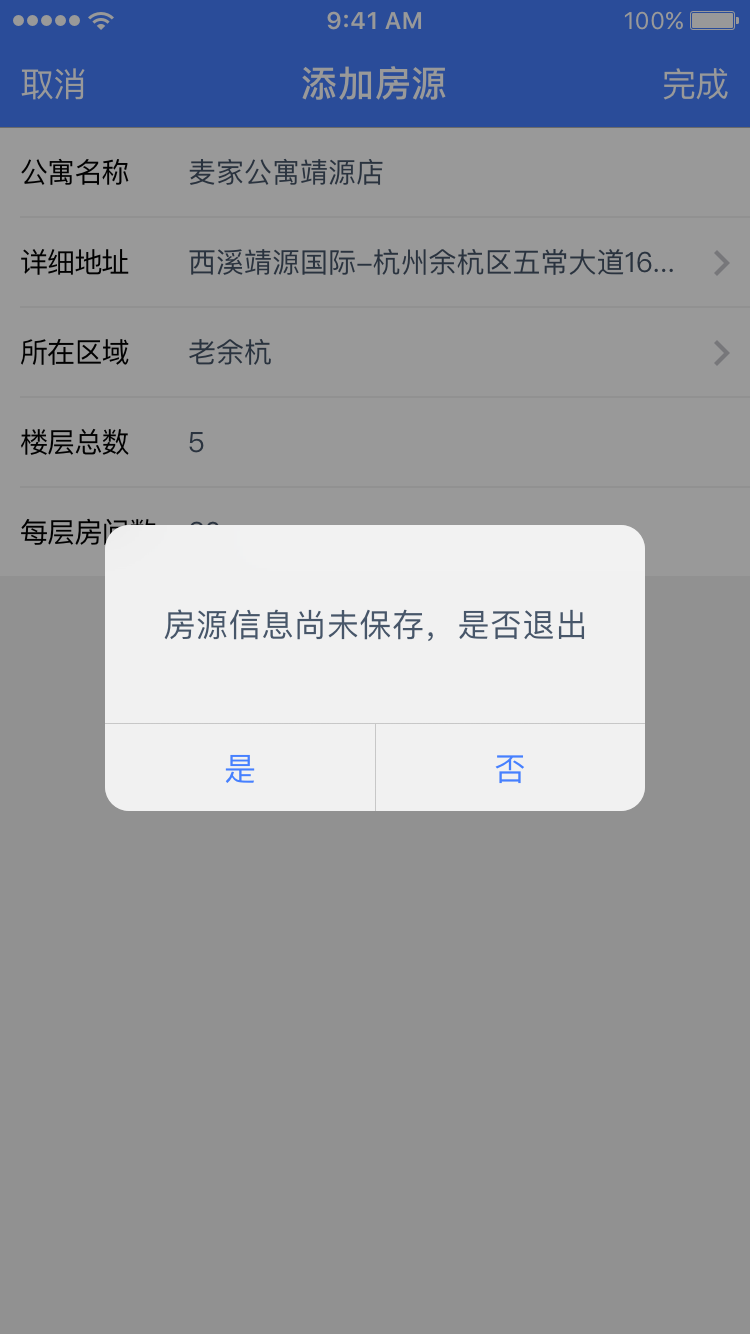 9:41 AM 100%
取消 添加房源 完成
公寓名称 麦家公寓靖源店
详细地址 西溪靖源国际-杭州余杭区五常大道16...
所在区域 老余杭
楼层总数 5
每层房间数
房源信息尚未保存，是否退出
是 否